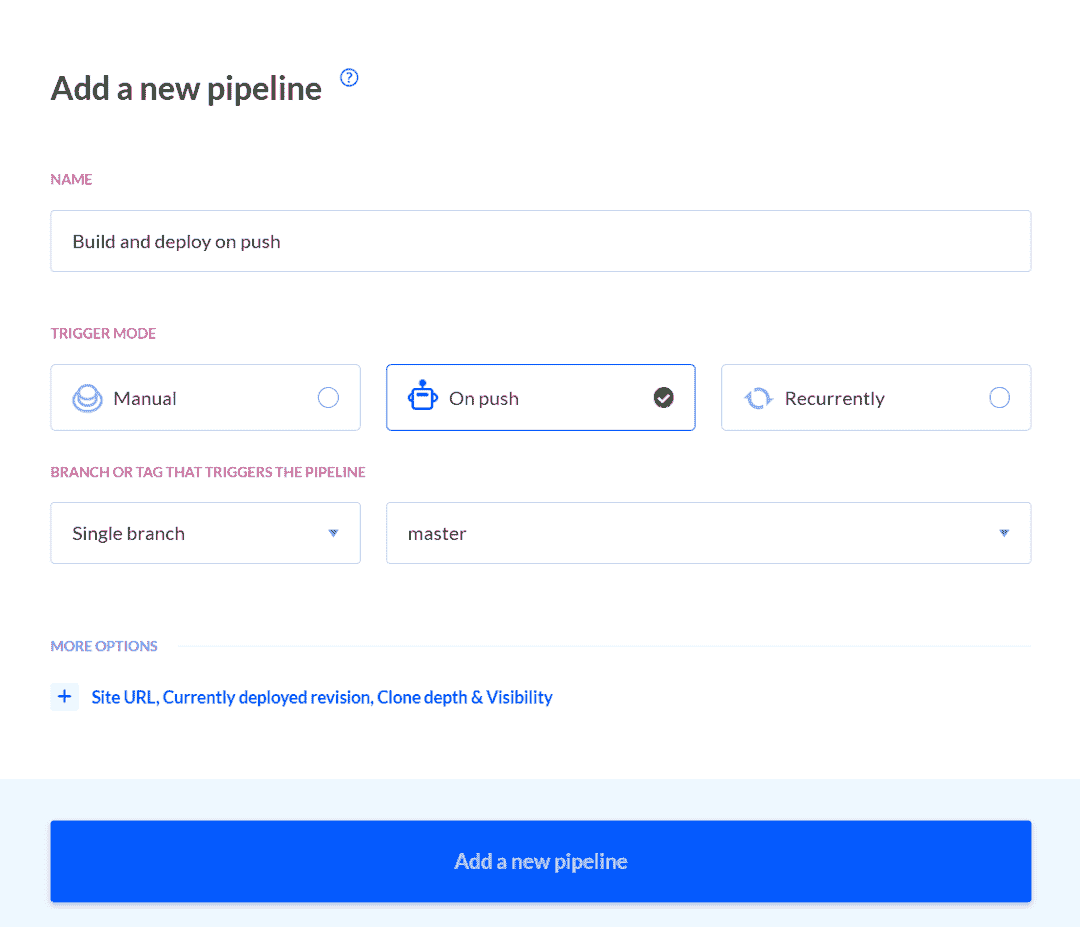 Add a new pipeline ?
NAME
Build and deploy on push
TRIGGER MODE
Manual On push Recurrently
BRANCH OR TAG THAT TRIGGERS THE PIPELINE
Single branch master
MORE OPTIONS
+ Site URL, Currently deployed revision, Clone depth & Visibility
Add a new pipeline